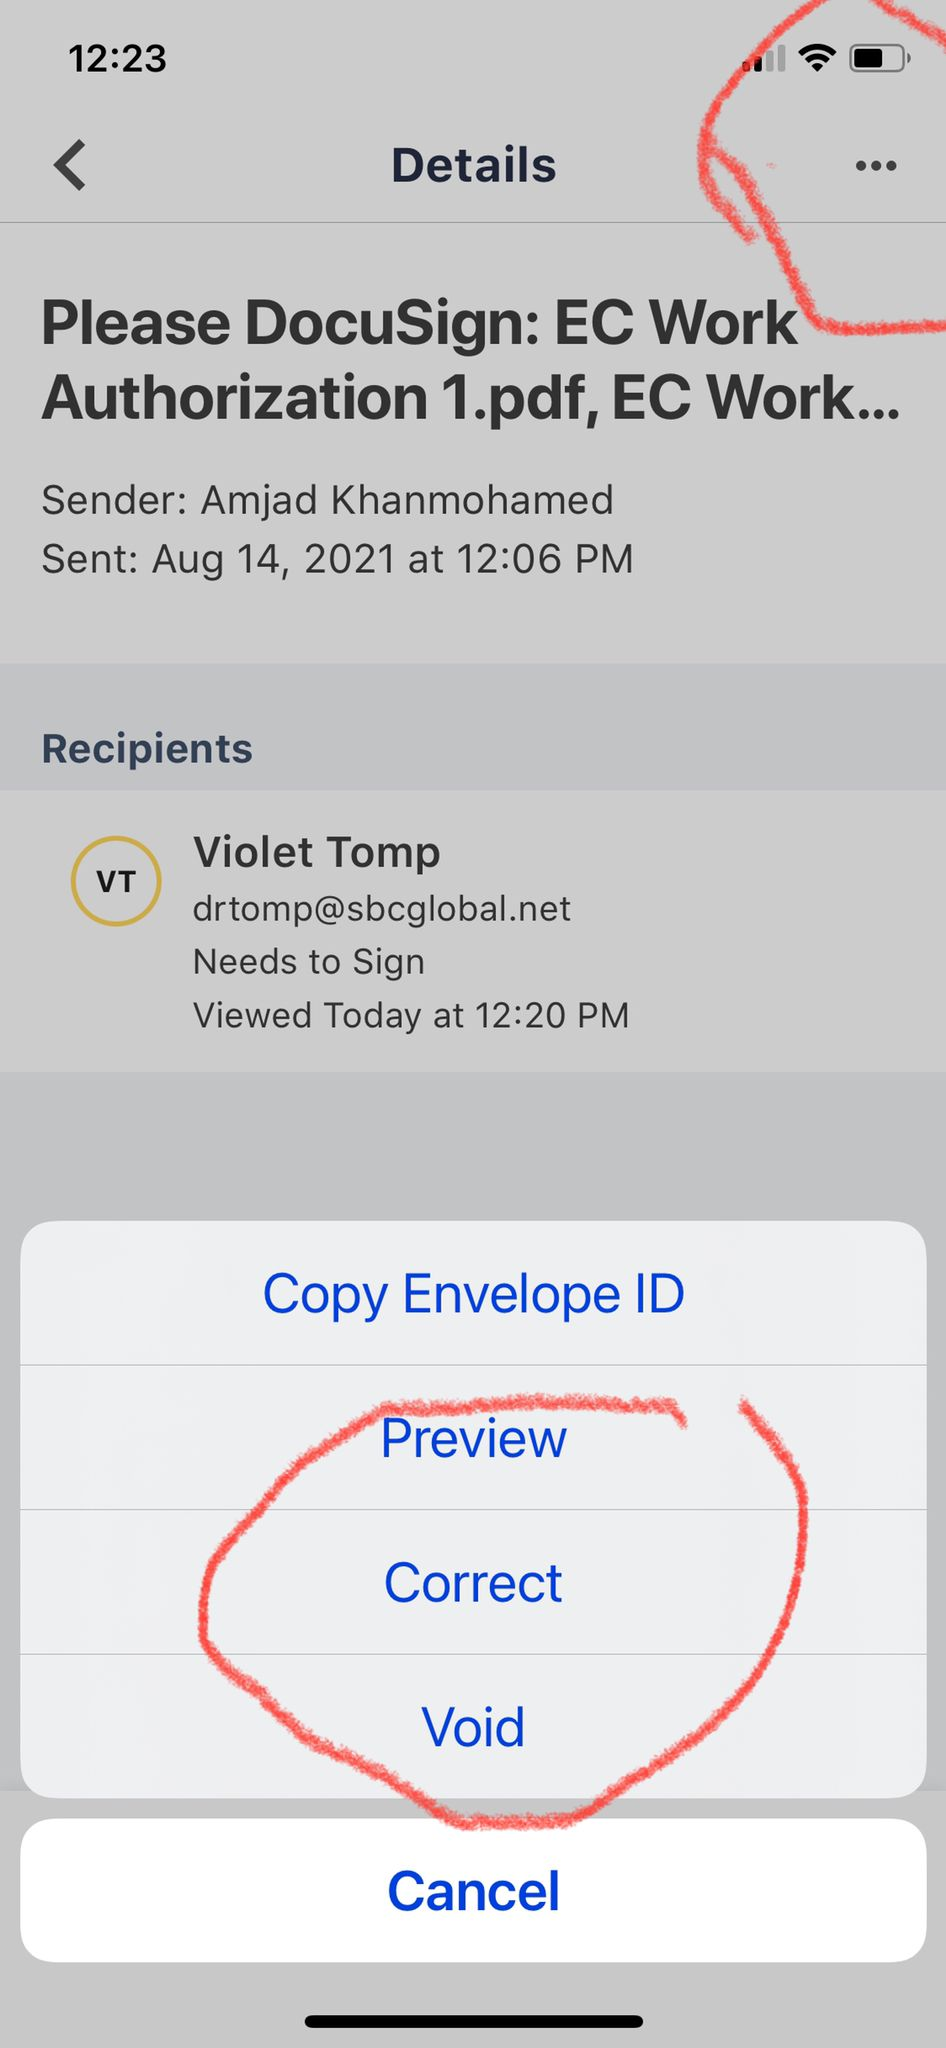 12:23
Details
Please DocuSign: EC Work
Authorization 1.pdf, EC Work...
Sender: Amjad Khanmohamed
Sent: Aug 14, 2021 at 12:06 PM
Recipients
VT
Violet Tomp
drtomp@sbcglobal.net
Needs to Sign
Viewed Today at 12:20 PM
Copy Envelope ID
Preview
Correct
Void
Cancel